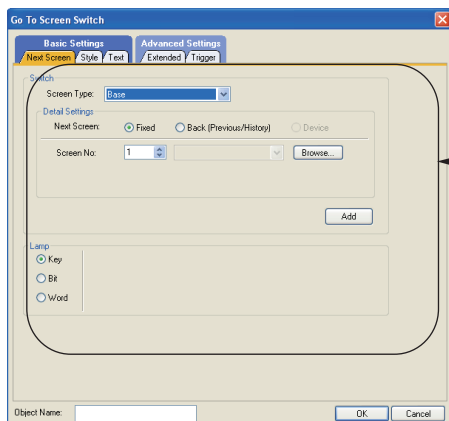 Go To Screen Switch
Basic Settings Advanced Settings
Next Screen Style Text Extended Trigger
Switch
Screen Type: Base
Detail Settings
Next Screen: Fixed Back (Previous/History) Device
Screen No: 1 Browse...
Add
Lamp
Key
Bit
Word
Object Name: OK Cancel